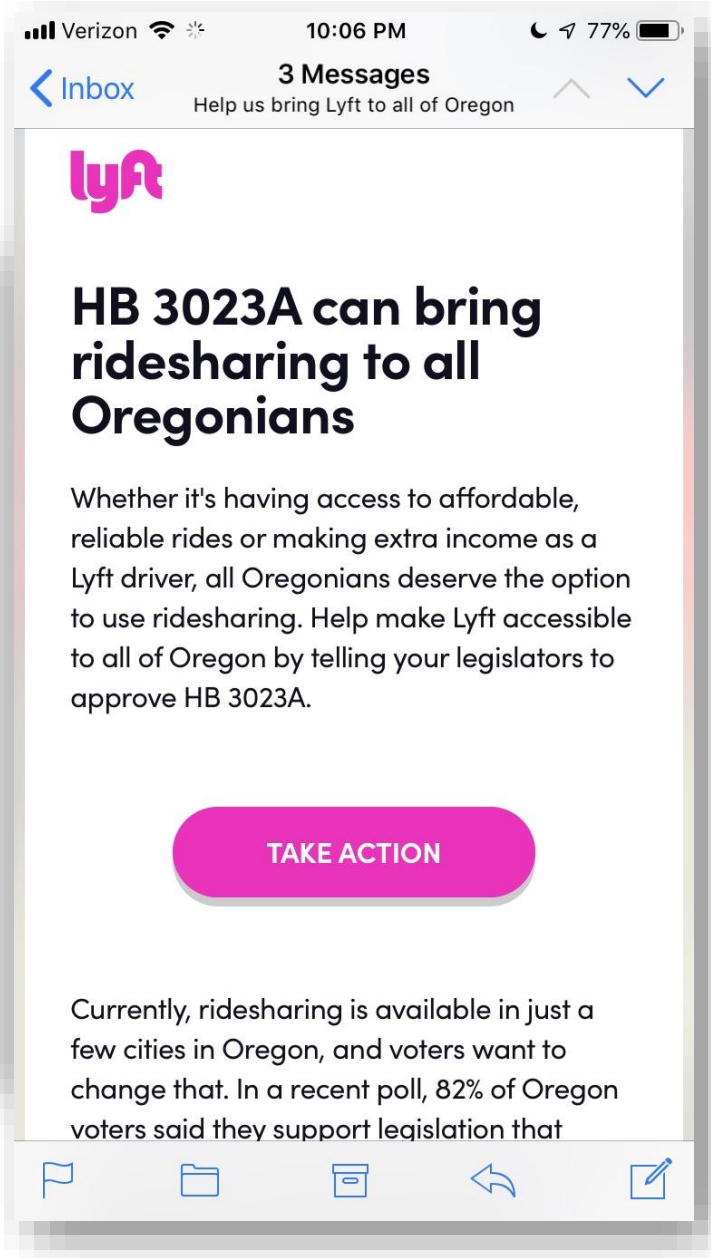 Verizon 10:06 PM 77%
Inbox 3 Messages
Help us bring Lyft to all of Oregon
lyft
HB 3023A can bring
ridesharing to all
Oregonians
Whether it's having access to affordable,
reliable rides or making extra income as a
Lyft driver, all Oregonians deserve the option
to use ridesharing. Help make Lyft accessible
to all of Oregon by telling your legislators to
approve HB 3023A.
TAKE ACTION
Currently, ridesharing is available in just a
few cities in Oregon, and voters want to
change that. In a recent poll, 82% of Oregon
voters said they support legislation that